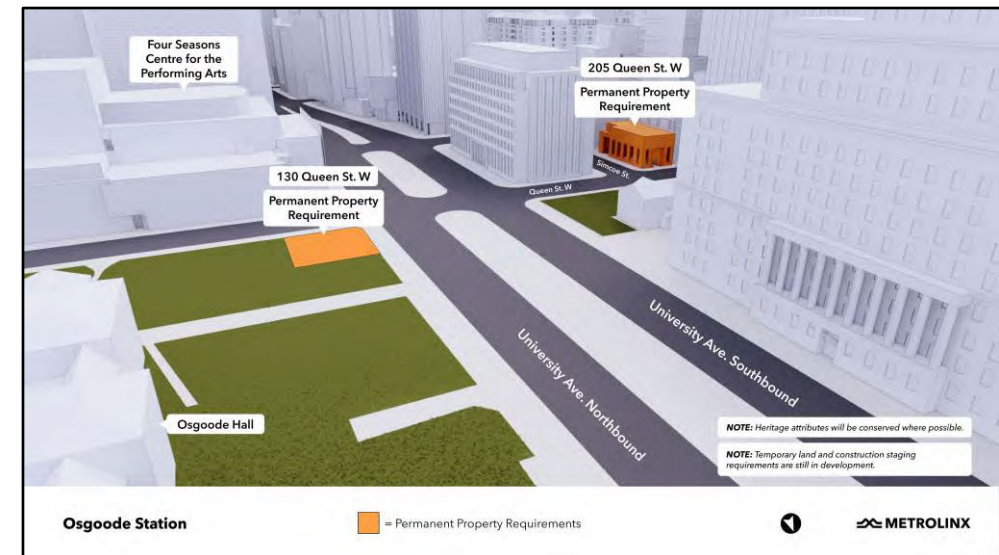 Four Seasons
Centre for the
Performing Arts
205 Queen St. W
Permanent Property
Requirement
Simcoe St.
Queen St. W
130 Queen St. W
Permanent Property
Requirement
University Ave. Southbound
University Ave. Northbound
Osgoode Hall
NOTE: Heritage attributes will be conserved where possible.
NOTE: Temporary land and construction staging
requirements are still in development.
Osgoode Station
= Permanent Property Requirements
METROLINX